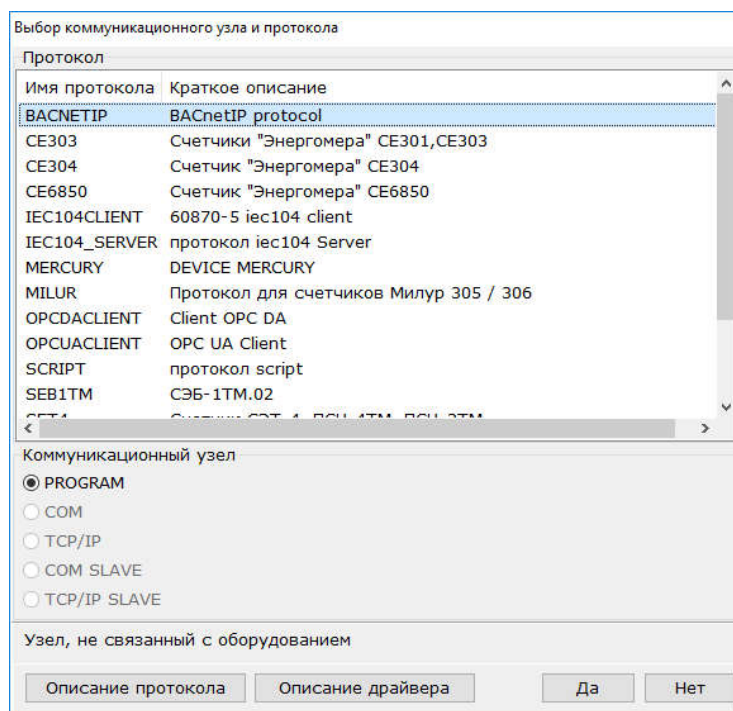 Выбор коммуникационного узла и протокола
Протокол
Имя протокола Краткое описание
BACNETIP BACnetIP protocol
CE303 Счетчики "Энергомера" CE301,CE303
CE304 Счетчик "Энергомера" CE304
CE6850 Счетчик "Энергомера" CE6850
IEC104CLIENT 60870-5 iec104 client
IEC104_SERVER протокол iec104 Server
MERCURY DEVICE MERCURY
MILUR Протокол для счетчиков Милур 305 / 306
OPCDACLIENT Client OPC DA
OPCUACLIENT OPC UA Client
SCRIPT протокол script
SEB1TM СЭБ-1ТМ.02
Коммуникационный узел
PROGRAM
COM
TCP/IP
COM SLAVE
TCP/IP SLAVE
Узел, не связанный с оборудованием
Описание протокола Описание драйвера Да Нет